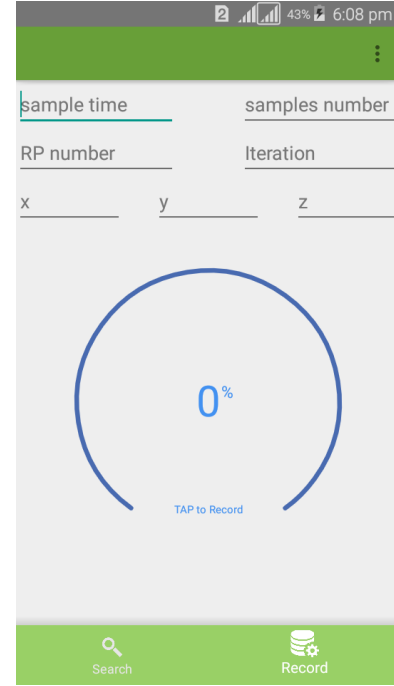 2 43% 6:08 pm
sample time samples number
RP number Iteration
x y z
0%
TAP to Record
Search Record